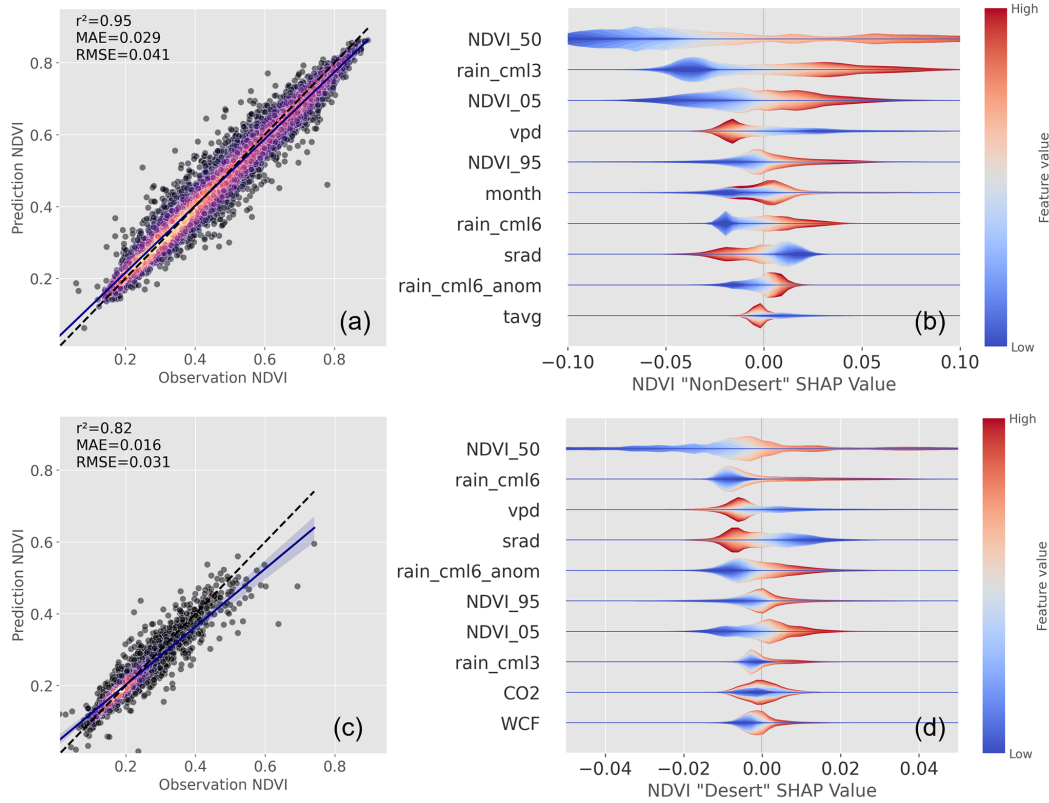 r²=0.95
MAE=0.029
RMSE=0.041
Prediction NDVI
0.8
0.6
0.4
0.2
(a)
0.2 0.4 0.6 0.8
Observation NDVI
NDVI_50
rain_cml3
NDVI_05
vpd
NDVI_95
month
rain_cml6
srad
rain_cml6_anom
tavg
(b)
−0.10 −0.05 0.00 0.05 0.10
NDVI "NonDesert" SHAP Value
High
Feature value
Low
r²=0.82
MAE=0.016
RMSE=0.031
Prediction NDVI
0.8
0.6
0.4
0.2
(c)
0.2 0.4 0.6 0.8
Observation NDVI
NDVI_50
rain_cml6
vpd
srad
rain_cml6_anom
NDVI_95
NDVI_05
rain_cml3
CO2
WCF
(d)
−0.04 −0.02 0.00 0.02 0.04
NDVI "Desert" SHAP Value
High
Feature value
Low